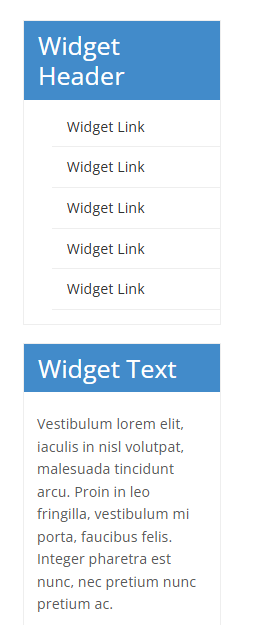 Widget
Header
Widget Link
Widget Link
Widget Link
Widget Link
Widget Link
Widget Text
Vestibulum lorem elit,
iaculis in nisl volutpat,
malesuada tincidunt
arcu. Proin in leo
fringilla, vestibulum mi
porta, faucibus felis.
Integer pharetra est
nunc, nec pretium nunc
pretium ac.